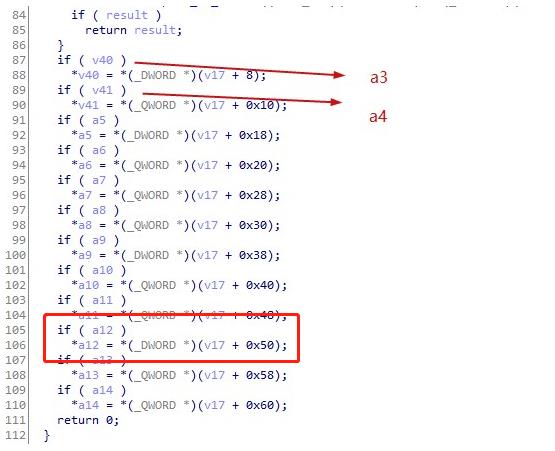 84 if ( result )
85 return result;
86 }
87 if ( v40 )
88 *v40 = *(_DWORD *)(v17 + 8);
a3
89 if ( v41 )
90 *v41 = *(_QWORD *)(v17 + 0x10);
a4
91 if ( a5 )
92 *a5 = *(_DWORD *)(v17 + 0x18);
93 if ( a6 )
94 *a6 = *(_QWORD *)(v17 + 0x20);
95 if ( a7 )
96 *a7 = *(_QWORD *)(v17 + 0x28);
97 if ( a8 )
98 *a8 = *(_QWORD *)(v17 + 0x30);
99 if ( a9 )
100 *a9 = *(_DWORD *)(v17 + 0x38);
101 if ( a10 )
102 *a10 = *(_QWORD *)(v17 + 0x40);
103 if ( a11 )
104 *a11 = *(_QWORD *)(v17 + 0x48);
105 if ( a12 )
106 *a12 = *(_DWORD *)(v17 + 0x50);
107 if ( a13 )
108 *a13 = *(_QWORD *)(v17 + 0x58);
109 if ( a14 )
110 *a14 = *(_QWORD *)(v17 + 0x60);
111 return 0;
112 }